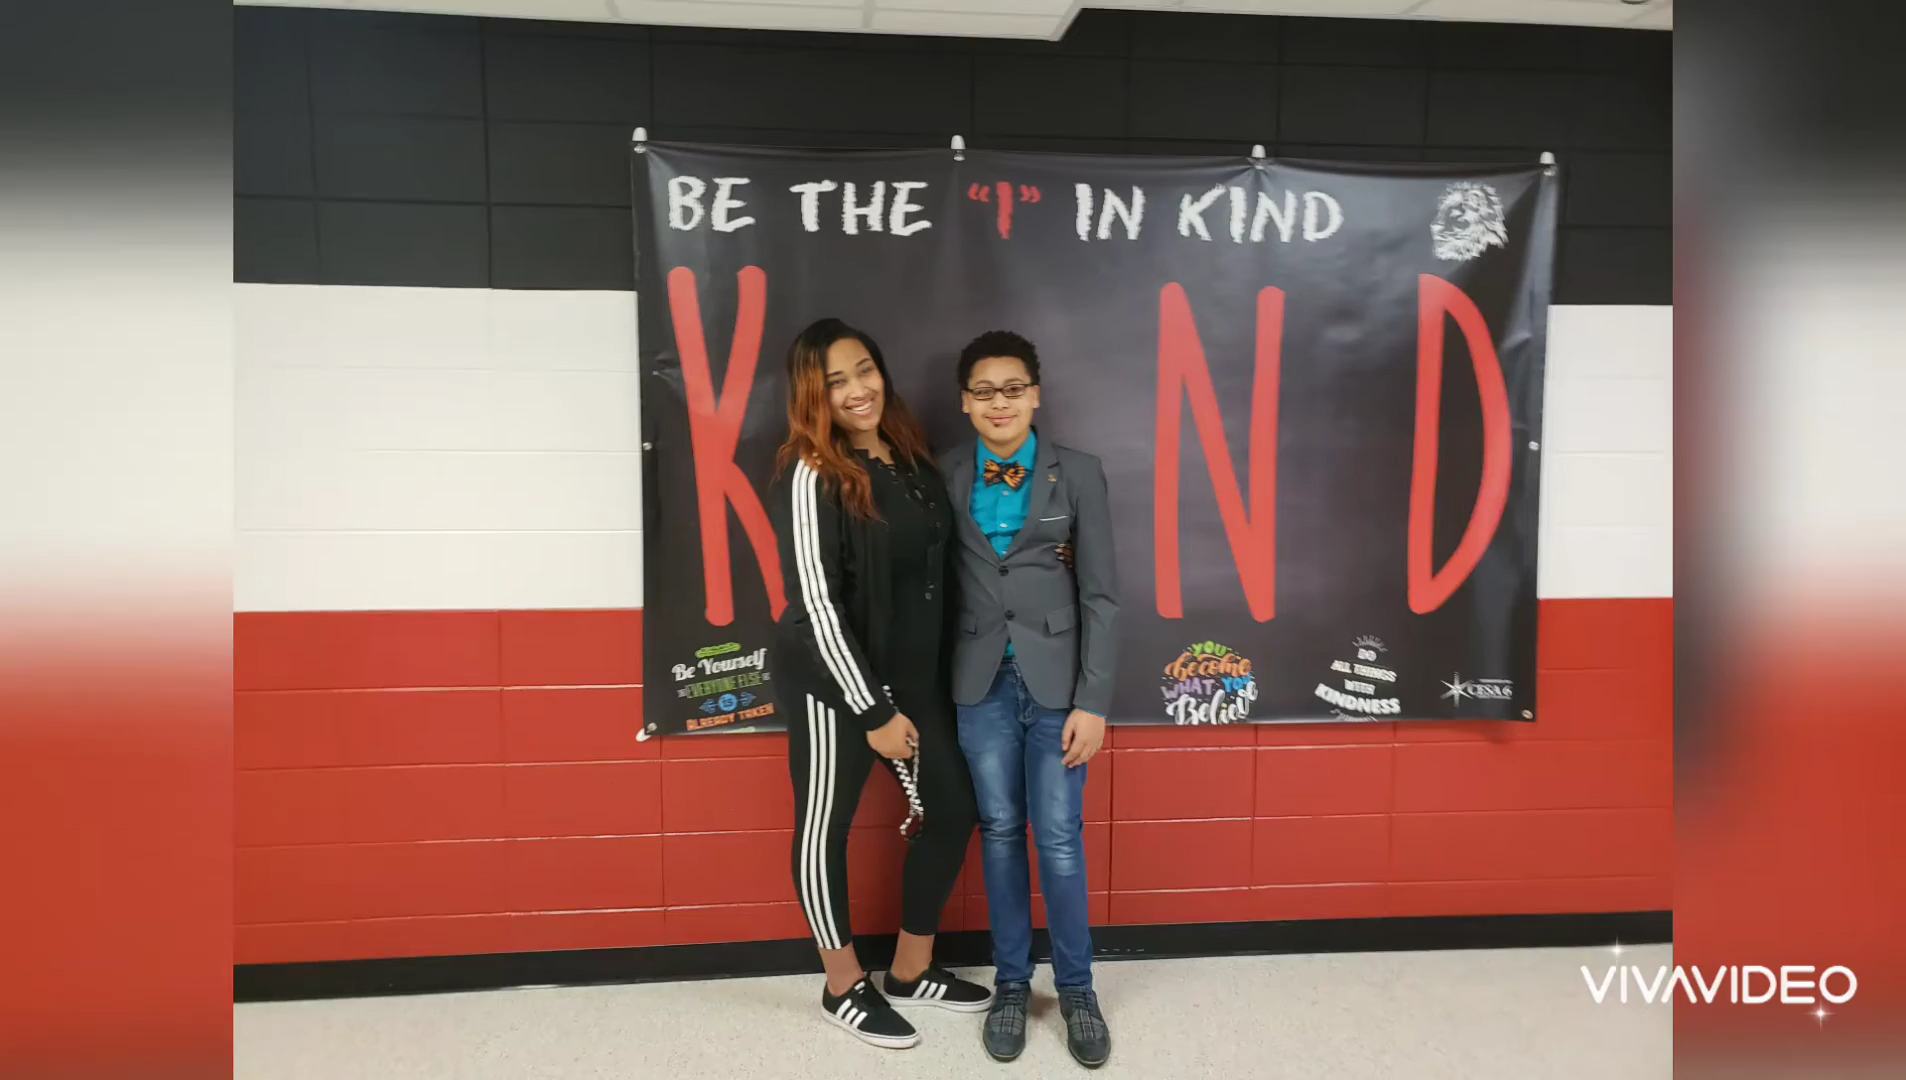 BE THE "I" IN KIND
K ND
Be Yourself
EVERYONE ELSE
IS
ALREADY TAKEN
YOU
become
WHAT YOU
Believe
DO
ALL THINGS
WITH
KINDNESS
CESA 6
VIVAVIDEO